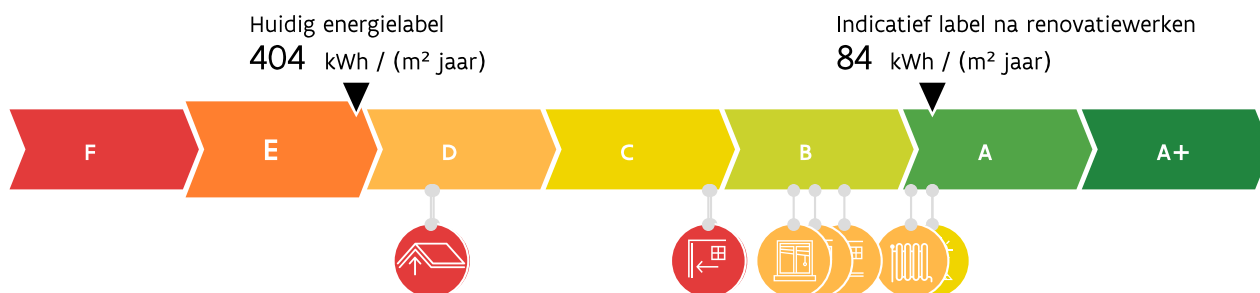 Huidig energielabel
404 kWh / (m² jaar)
Indicatief label na renovatiewerken
84 kWh / (m² jaar)
F
E
D
C
B
A
A+